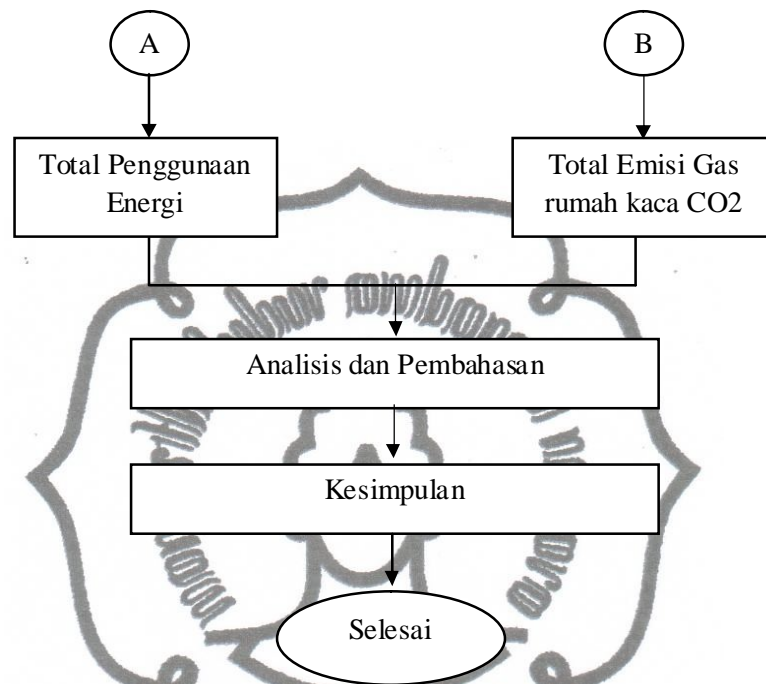 A
B
Total Penggunaan
Energi
Total Emisi Gas
rumah kaca CO2
Analisis dan Pembahasan
Kesimpulan
Selesai